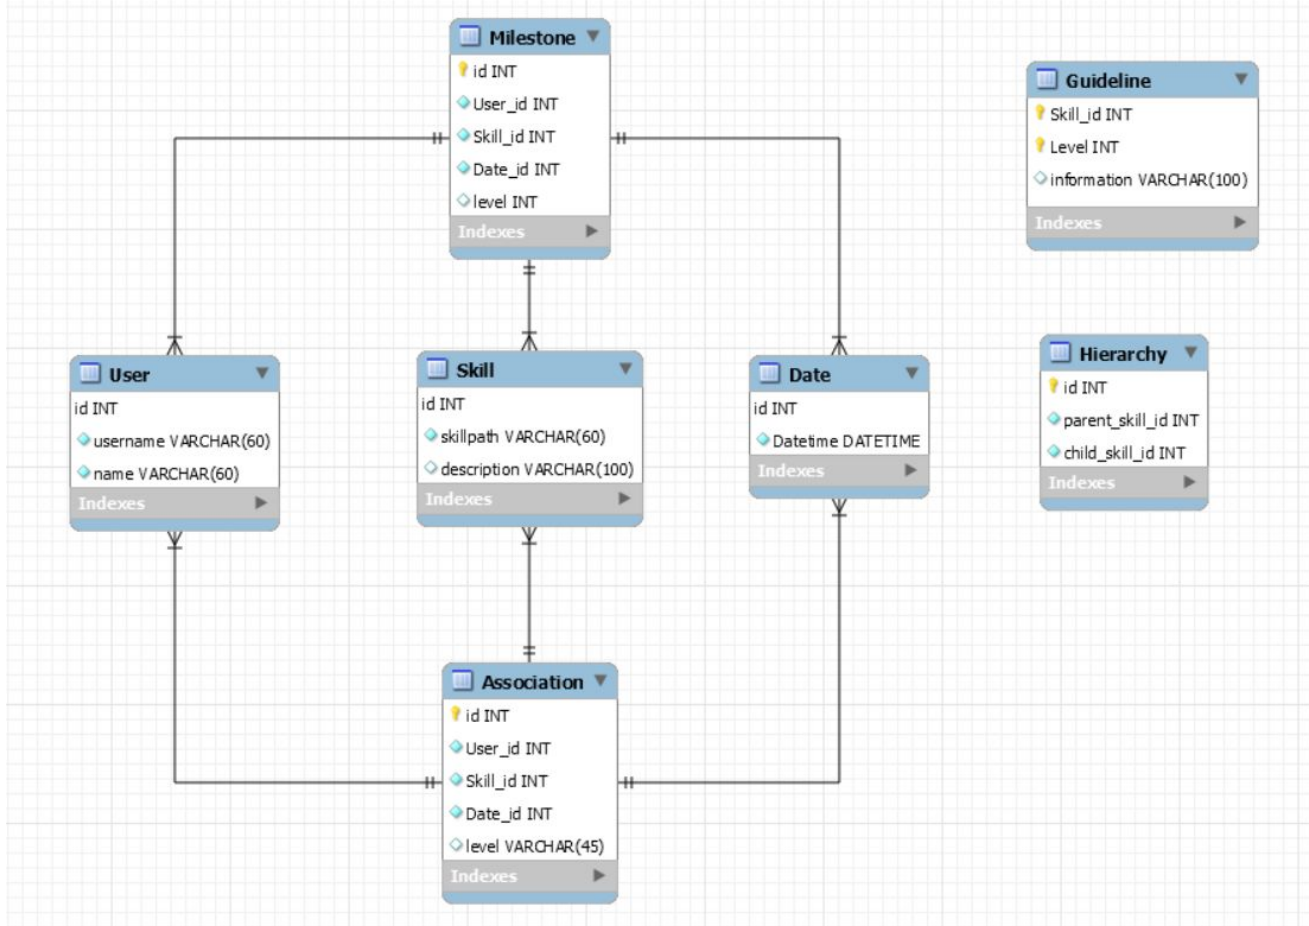 Milestone
id INT
User_id INT
Skill_id INT
Date_id INT
level INT
Indexes
Guideline
Skill_id INT
Level INT
information VARCHAR(100)
Indexes
User
id INT
username VARCHAR(60)
name VARCHAR(60)
Indexes
Skill
id INT
skillpath VARCHAR(60)
description VARCHAR(100)
Indexes
Date
id INT
Datetime DATETIME
Indexes
Hierarchy
id INT
parent_skill_id INT
child_skill_id INT
Indexes
Association
id INT
User_id INT
Skill_id INT
Date_id INT
level VARCHAR(45)
Indexes